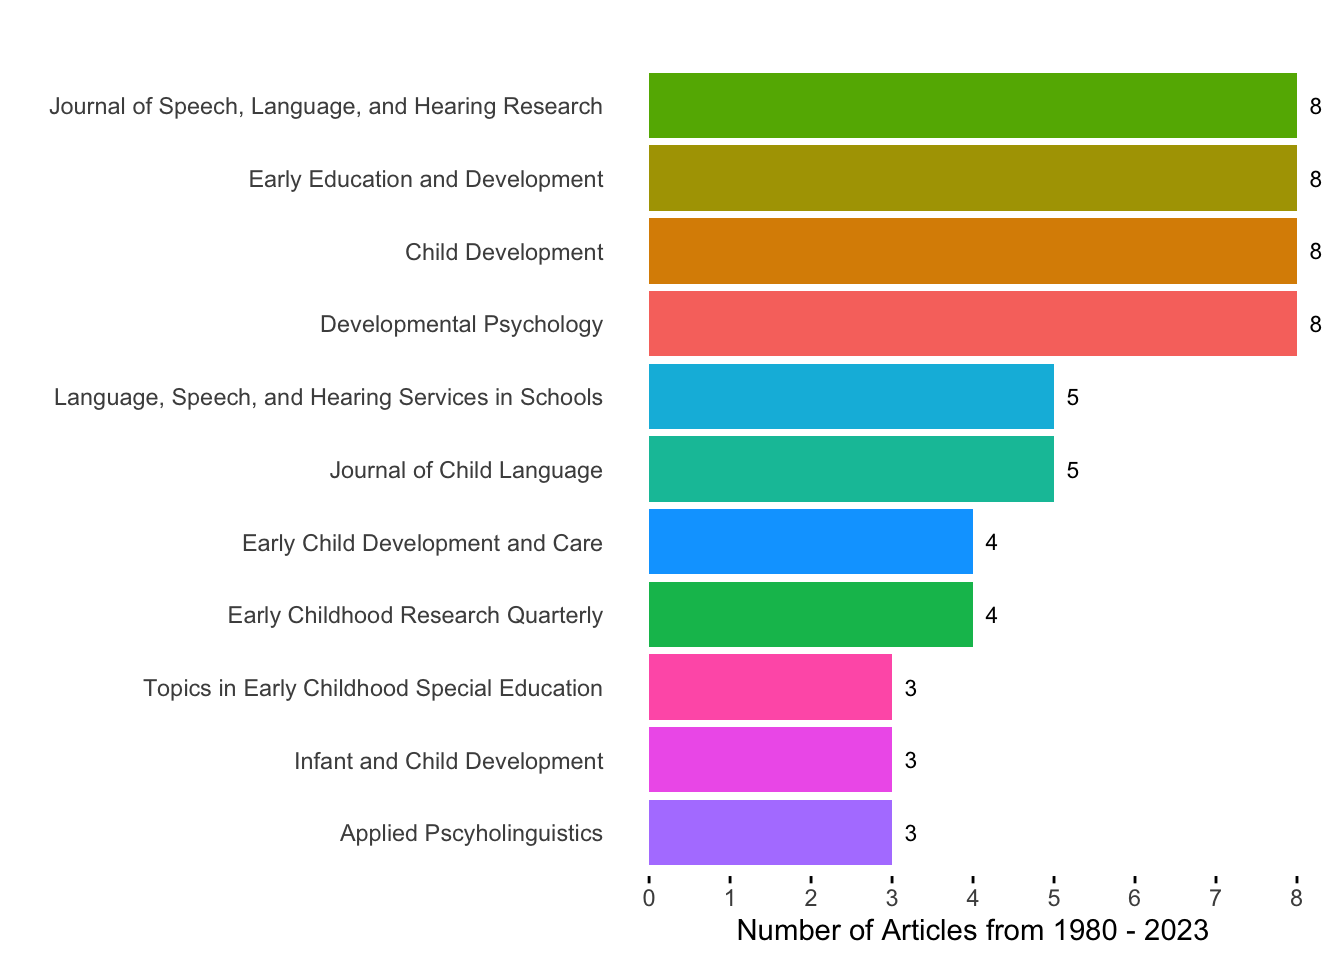 Journal of Speech, Language, and Hearing Research 8
Early Education and Development 8
Child Development 8
Developmental Psychology 8
Language, Speech, and Hearing Services in Schools 5
Journal of Child Language 5
Early Child Development and Care 4
Early Childhood Research Quarterly 4
Topics in Early Childhood Special Education 3
Infant and Child Development 3
Applied Pscyholinguistics 3
0 1 2 3 4 5 6 7 8
Number of Articles from 1980 - 2023